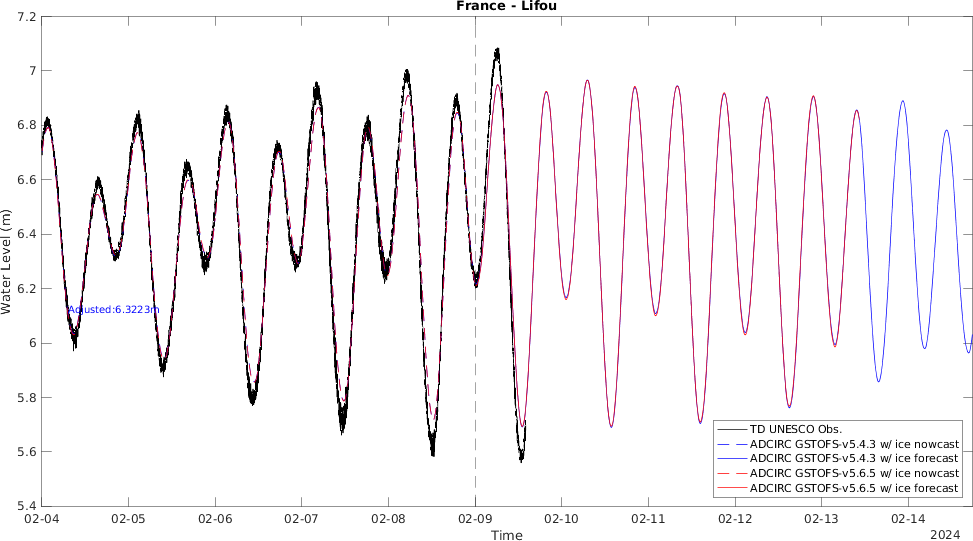 France - Lifou
7.2
7
6.8
6.6
6.4
6.2
6
5.8
5.6
5.4
Water Level (m)
Adjusted:6.3223m
TD UNESCO Obs.
ADCIRC GSTOFS-v5.4.3 w/ ice nowcast
ADCIRC GSTOFS-v5.4.3 w/ ice forecast
ADCIRC GSTOFS-v5.6.5 w/ ice nowcast
ADCIRC GSTOFS-v5.6.5 w/ ice forecast
02-04 02-05 02-06 02-07 02-08 02-09 02-10 02-11 02-12 02-13 02-14
Time
2024